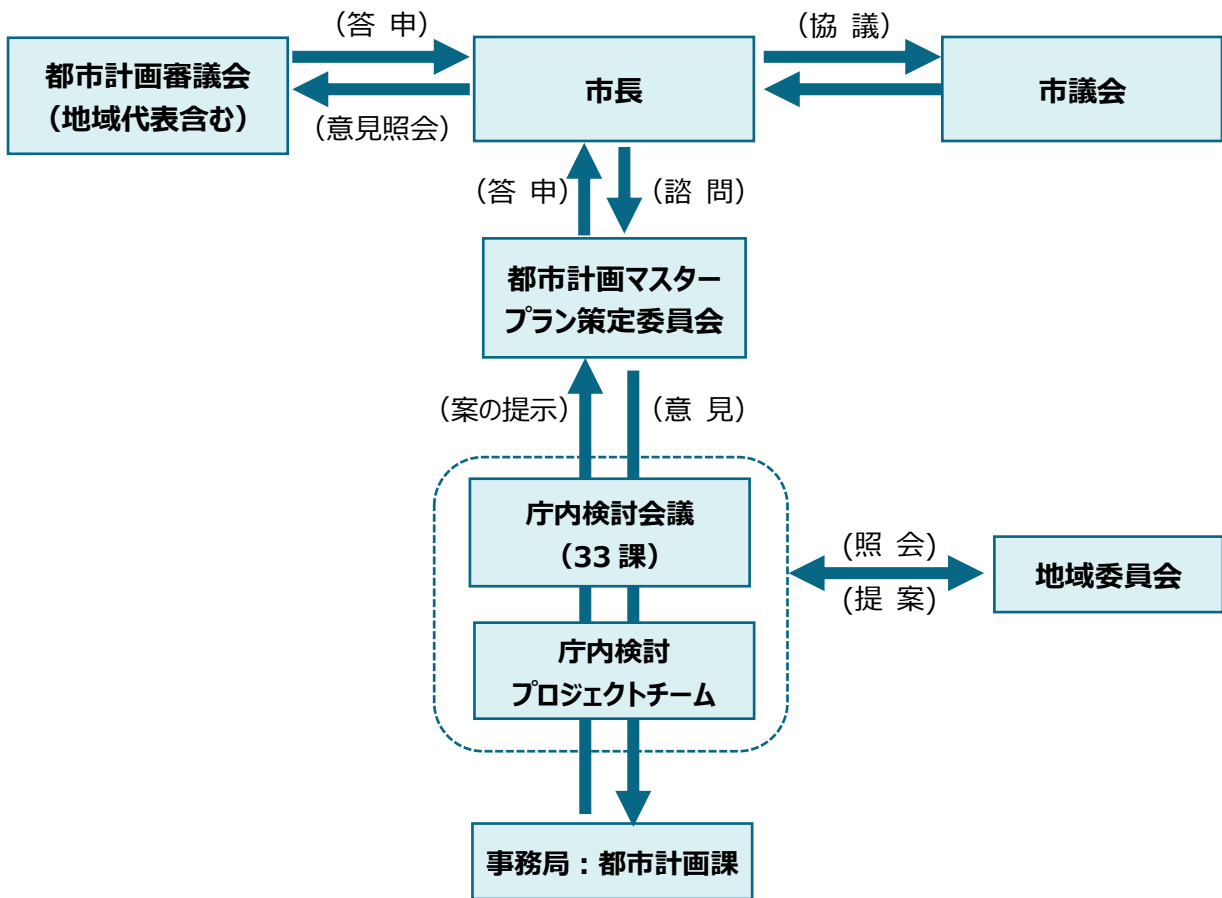 （答 申）
（協 議）
都市計画審議会
（地域代表含む）
市長
市議会
（意見照会）
（答 申）
（諮 問）
都市計画マスター
プラン策定委員会
（案の提示）
（意 見）
庁内検討会議
（33 課）
(照 会)
(提 案)
地域委員会
庁内検討
プロジェクトチーム
事務局：都市計画課